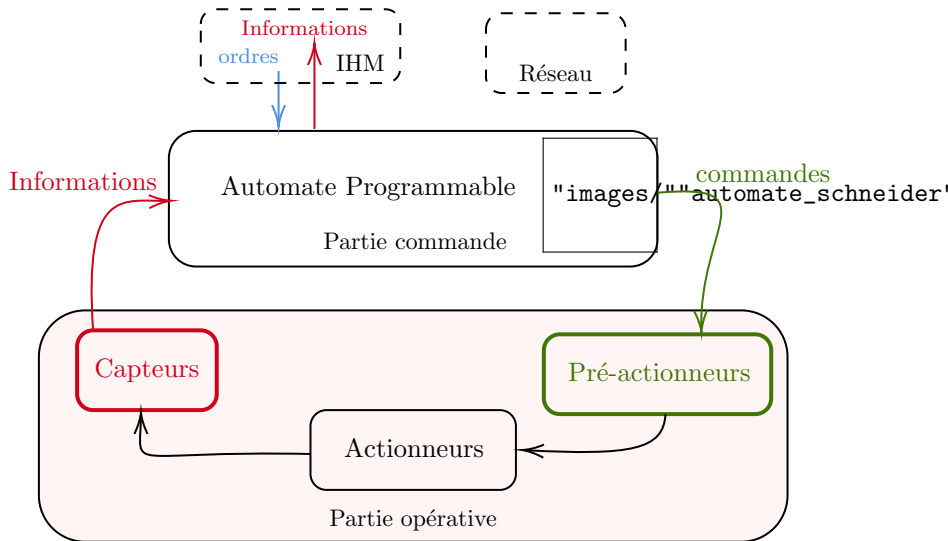 Informations
ordres
IHM
Réseau
Informations
Automate Programmable
commandes
"images/""automate_schneider"
Partie commande
Capteurs
Pré-actionneurs
Actionneurs
Partie opérative